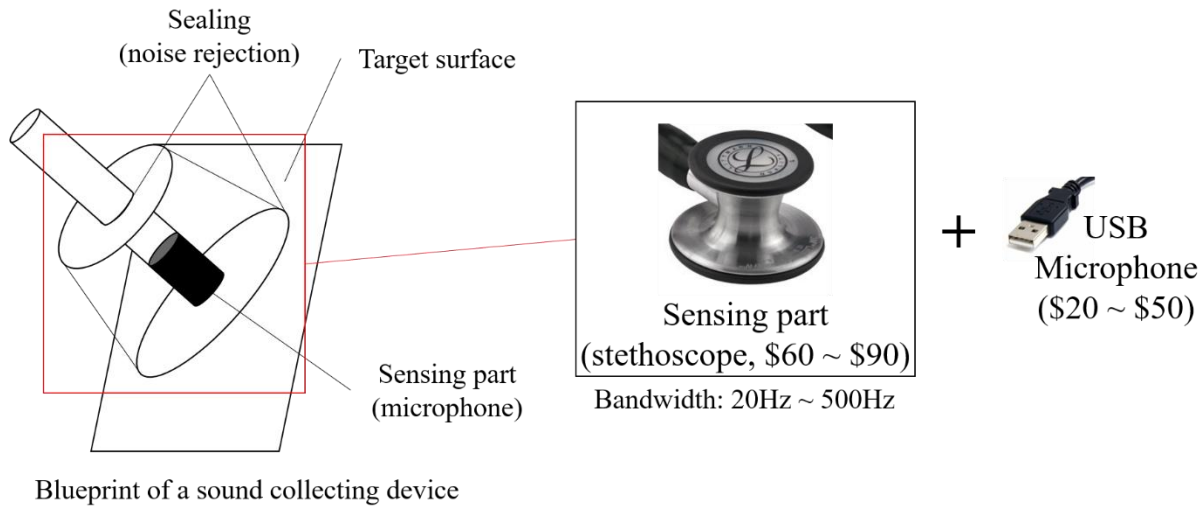 Sealing
(noise rejection)
Target surface
Sensing part
(microphone)
Blueprint of a sound collecting device
Sensing part
(stethoscope, $60 ~ $90)
Bandwidth: 20Hz ~ 500Hz
+
USB
Microphone
($20 ~ $50)